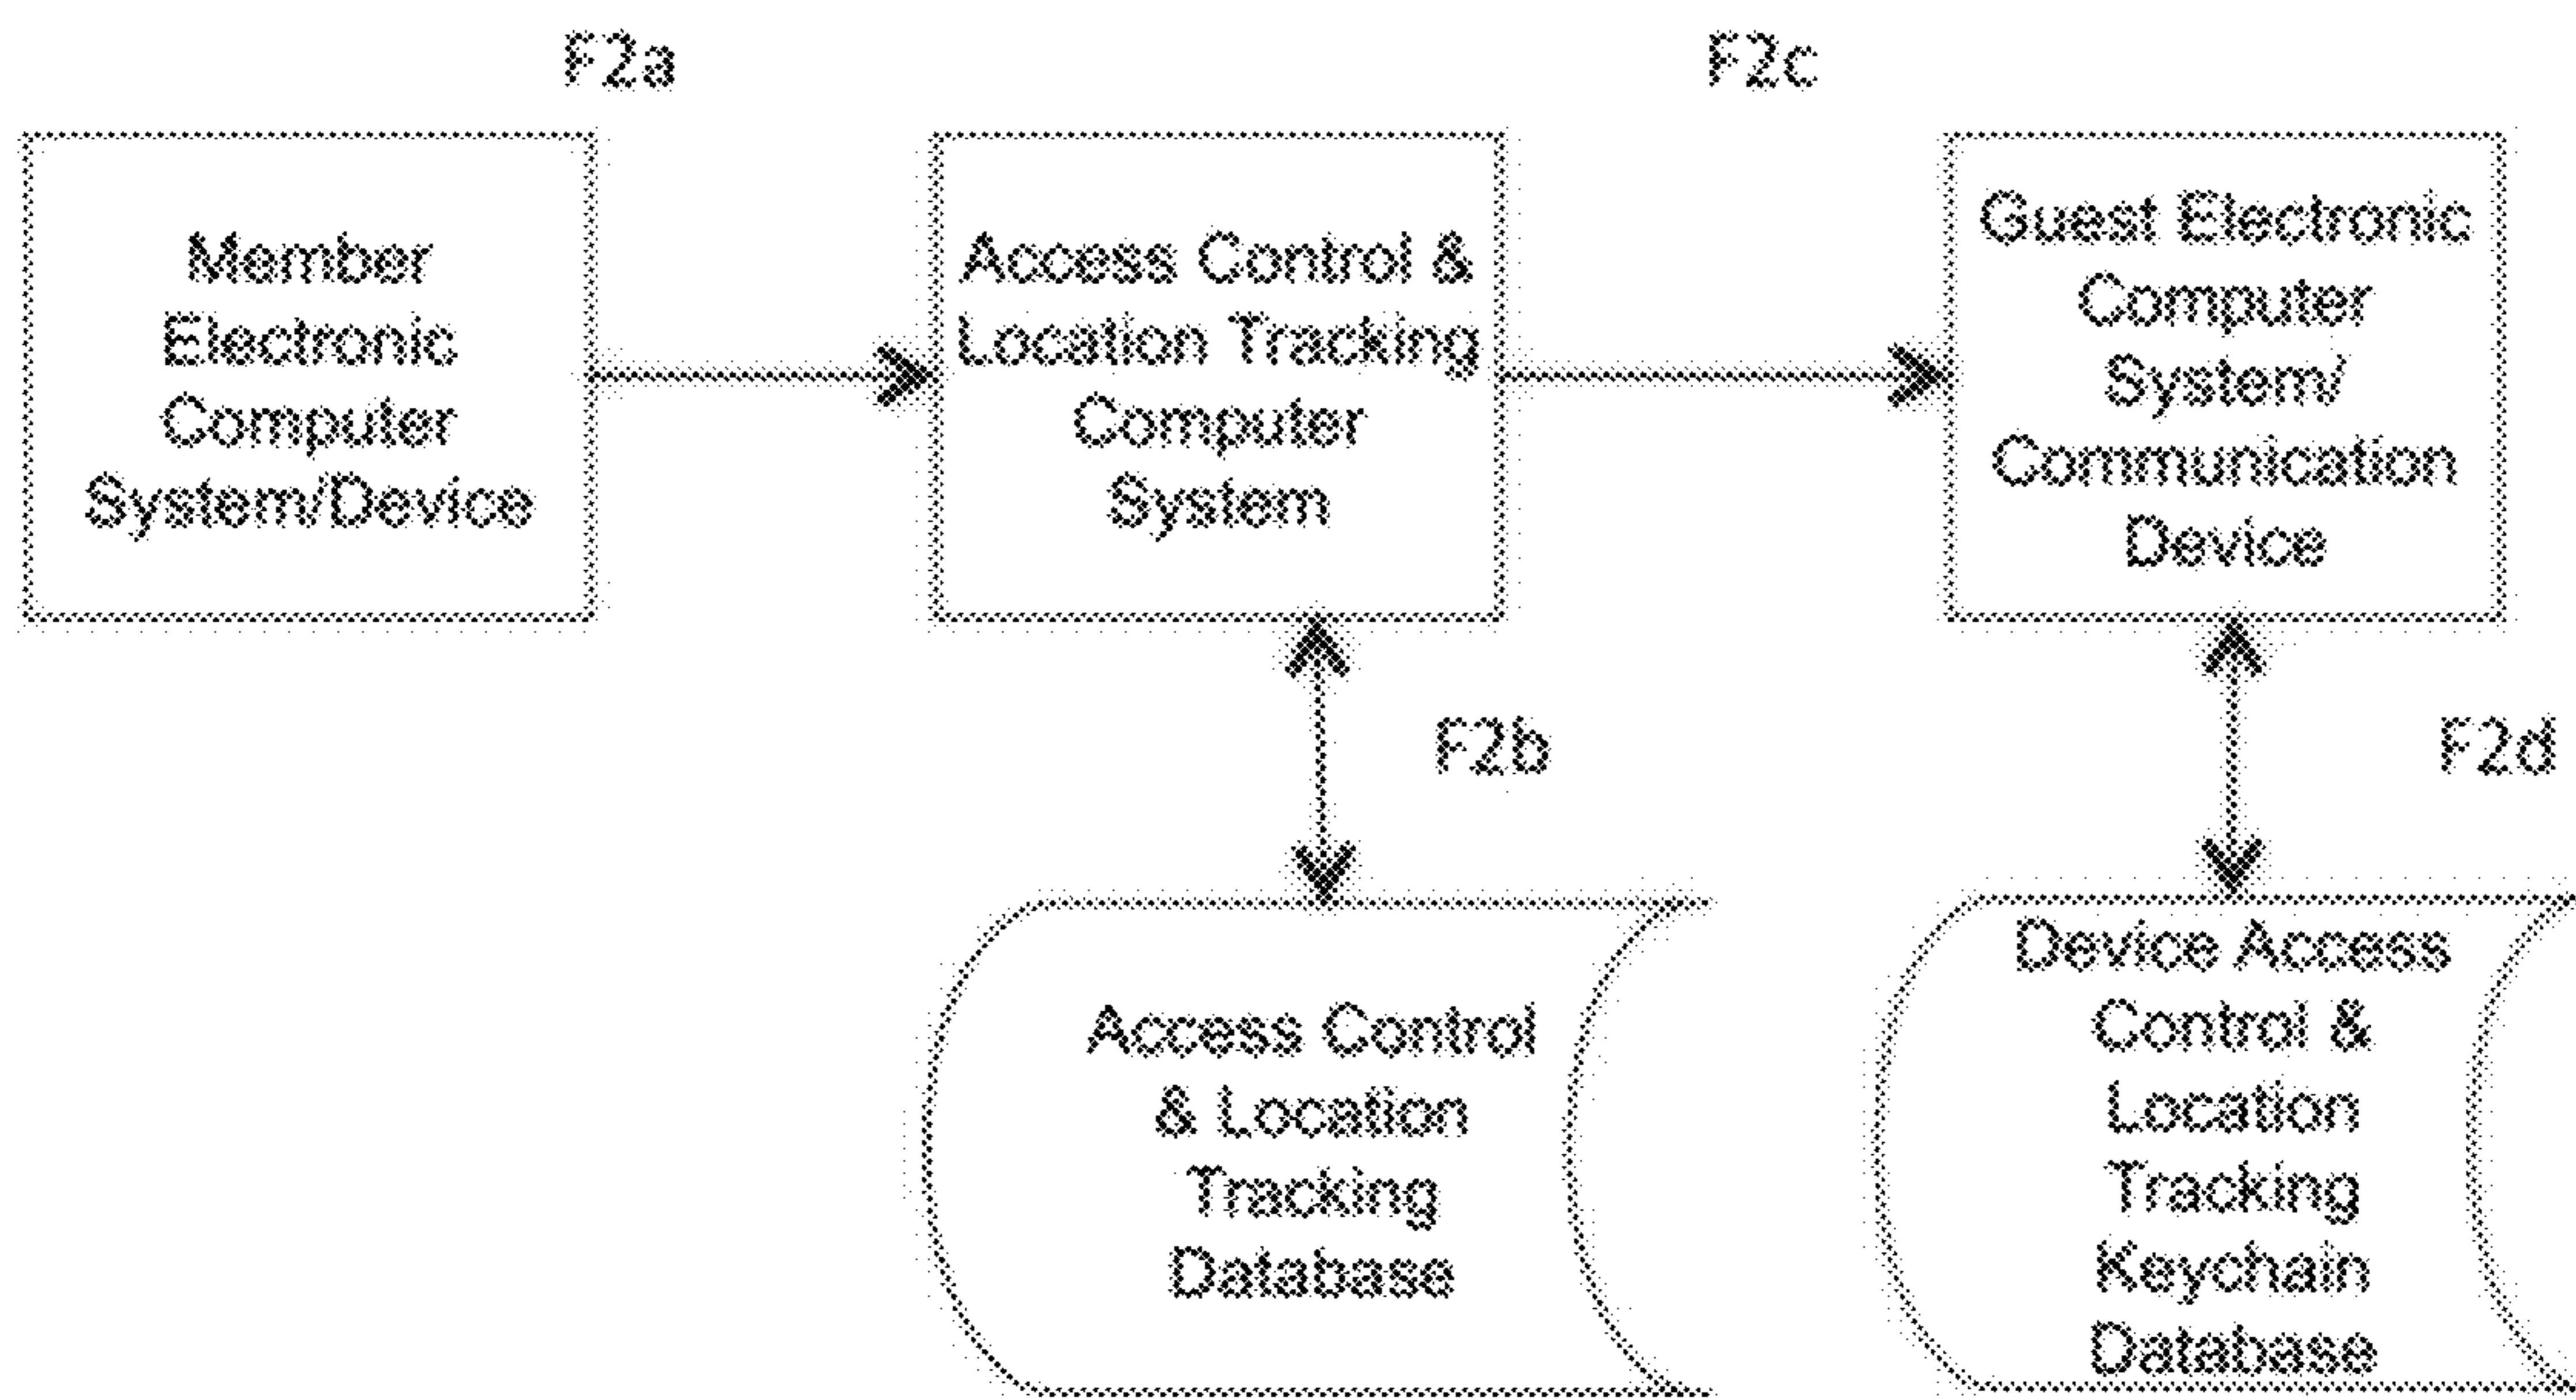 F2a
F2c
Member
Electronic
Computer
System/Device
Access Control &
Location Tracking
Computer
System
Guest Electronic
Computer
System/
Communication
Device
F2b
F2d
Access Control
& Location
Tracking
Database
Device Access
Control &
Location
Tracking
Keychain
Database